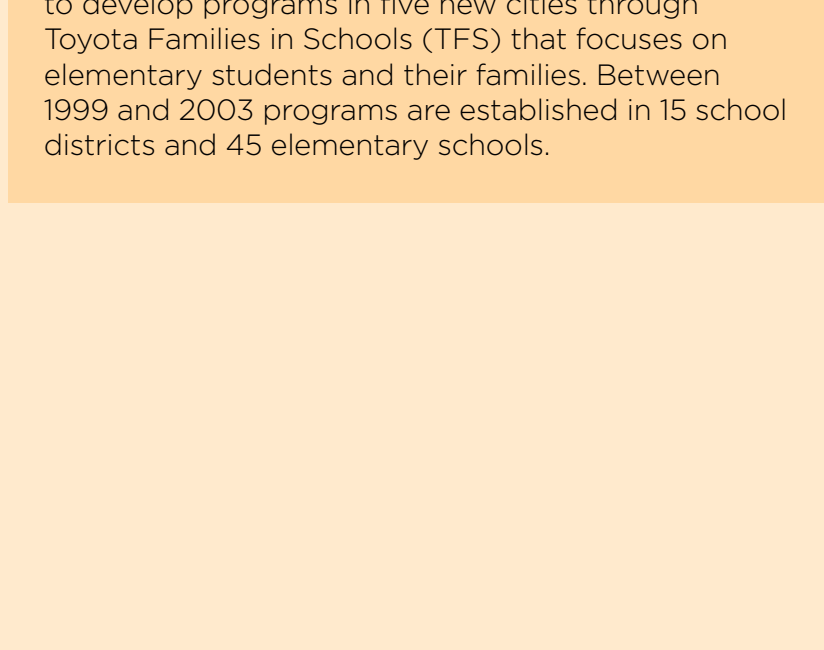 to develop programs in five new cities through
Toyota Families in Schools (TFS) that focuses on
elementary students and their families. Between
1999 and 2003 programs are established in 15 school
districts and 45 elementary schools.